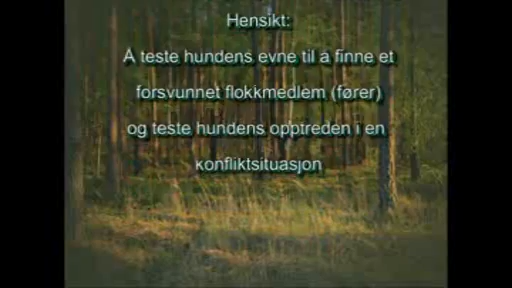 Hensikt:
Å teste hundens evne til å finne et
forsvunnet flokkmedlem (fører)
og teste hundens opptreden i en
konfliktsituasjon